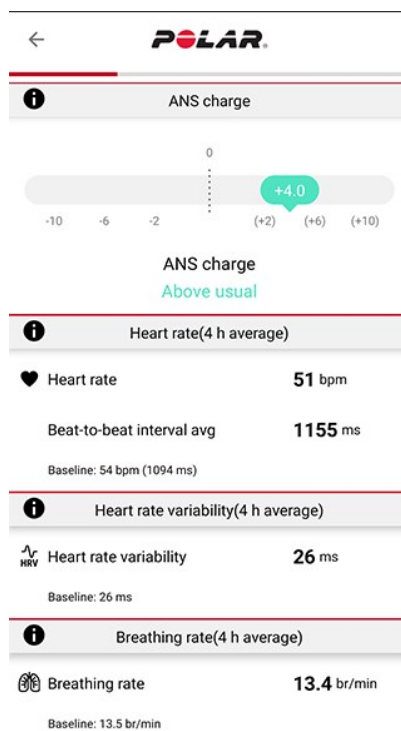 POLAR
ANS charge
0
+4.0
-10 -6 -2 (+2) (+6) (+10)
ANS charge
Above usual
Heart rate(4 h average)
Heart rate 51 bpm
Beat-to-beat interval avg 1155 ms
Baseline: 54 bpm (1094 ms)
Heart rate variability(4 h average)
HRV Heart rate variability 26 ms
Baseline: 26 ms
Breathing rate(4 h average)
Breathing rate 13.4 br/min
Baseline: 13.5 br/min